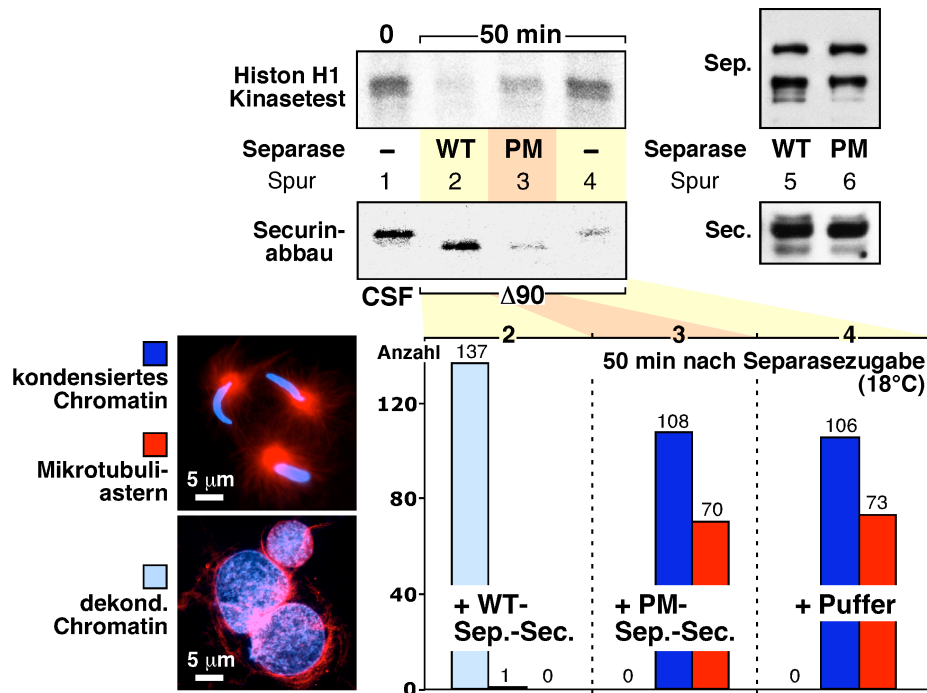 0 50 min
Histon H1
Kinasetest
Separase – WT PM –
Spur 1 2 3 4
Securin-
abbau
CSF Δ90
Sep.
Separase WT PM
Spur 5 6
Sec.
kondensiertes
Chromatin
Mikrotubuli-
astern
dekond.
Chromatin
5 µm
5 µm
2 3 4
Anzahl
50 min nach Separasezugabe
(18°C)
120
80
40
0
137
1
0
+ WT-
Sep.-Sec.
0
108
70
+ PM-
Sep.-Sec.
0
106
73
+ Puffer